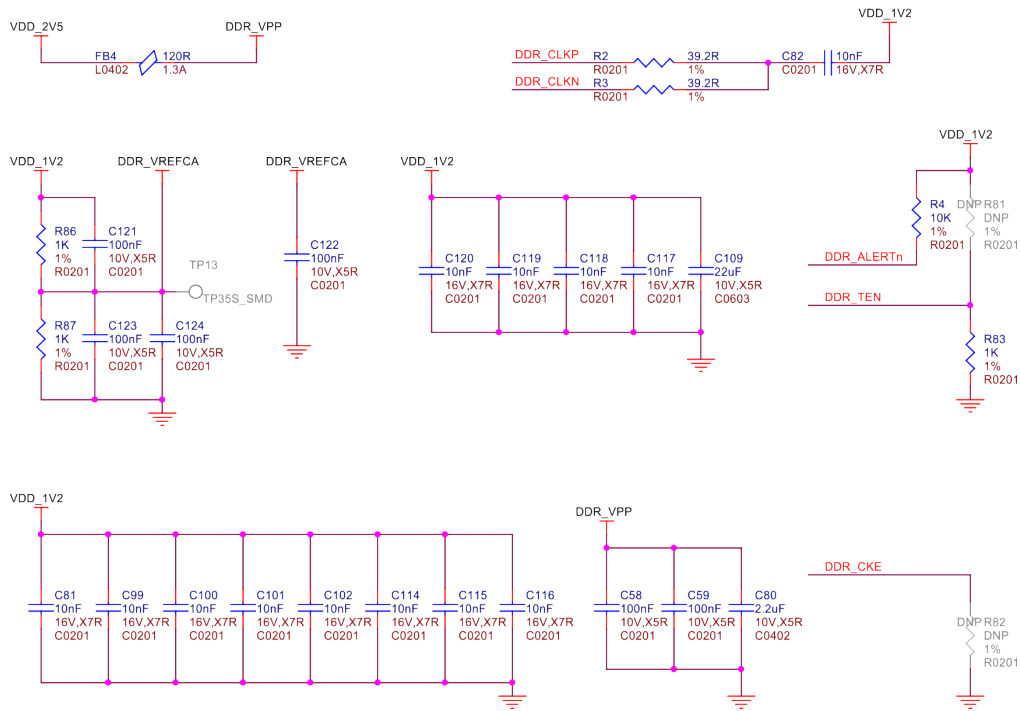 VDD_2V5
DDR_VPP
FB4
L0402
120R
1.3A
DDR_CLKP
DDR_CLKN
R2
R0201
39.2R
1%
R3
R0201
39.2R
1%
C82
C0201
10nF
16V,X7R
VDD_1V2
VDD_1V2
DDR_VREFCA
R86
1K
1%
R0201
C121
100nF
10V,X5R
C0201
TP13
TP35S_SMD
R87
1K
1%
R0201
C123
100nF
10V,X5R
C0201
C124
100nF
10V,X5R
C0201
DDR_VREFCA
C122
100nF
10V,X5R
C0201
VDD_1V2
C120
10nF
16V,X7R
C0201
C119
10nF
16V,X7R
C0201
C118
10nF
16V,X7R
C0201
C117
10nF
16V,X7R
C0201
C109
22uF
10V,X5R
C0603
VDD_1V2
R4
10K
1%
R0201
DNP
R81
DNP
1%
R0201
DDR_ALERTn
DDR_TEN
R83
1K
1%
R0201
VDD_1V2
C81
10nF
16V,X7R
C0201
C99
10nF
16V,X7R
C0201
C100
10nF
16V,X7R
C0201
C101
10nF
16V,X7R
C0201
C102
10nF
16V,X7R
C0201
C114
10nF
16V,X7R
C0201
C115
10nF
16V,X7R
C0201
C116
10nF
16V,X7R
C0201
DDR_VPP
C58
100nF
10V,X5R
C0201
C59
100nF
10V,X5R
C0201
C80
2.2uF
10V,X5R
C0402
DDR_CKE
DNP
R82
DNP
1%
R0201